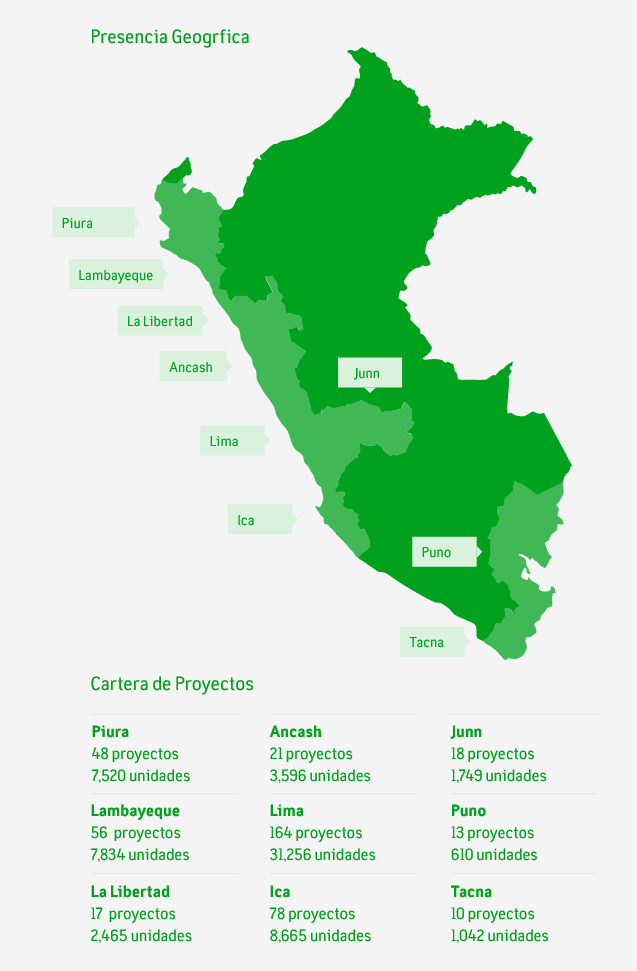 Presencia Geogrfica
Piura
Lambayeque
La Libertad
Ancash
Junn
Lima
Ica
Puno
Tacna
Cartera de Proyectos
Piura
48 proyectos
7,520 unidades
Ancash
21 proyectos
3,596 unidades
Junn
18 proyectos
1,749 unidades
Lambayeque
56 proyectos
7,834 unidades
Lima
164 proyectos
31,256 unidades
Puno
13 proyectos
610 unidades
La Libertad
17 proyectos
2,465 unidades
Ica
78 proyectos
8,665 unidades
Tacna
10 proyectos
1,042 unidades